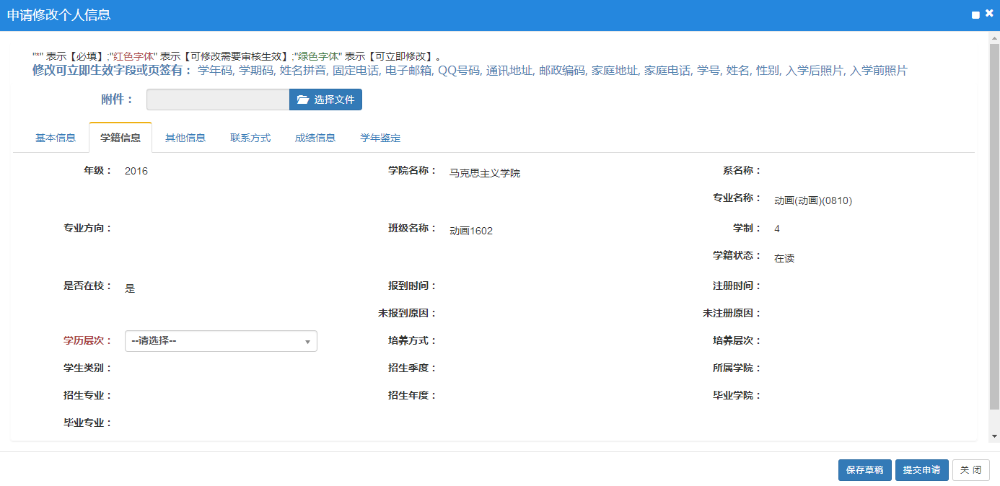 申请修改个人信息
"*" 表示【必填】;"红色字体" 表示【可修改需要审核生效】;"绿色字体" 表示【可立即修改】。
修改可立即生效字段或页签有： 学年码, 学期码, 姓名拼音, 固定电话, 电子邮箱, QQ号码, 通讯地址, 邮政编码, 家庭地址, 家庭电话, 学号, 姓名, 性别, 入学后照片, 入学前照片
附件： 选择文件
基本信息 学籍信息 其他信息 联系方式 成绩信息 学年鉴定
年级： 2016 学院名称： 马克思主义学院 系名称：
专业名称： 动画(动画)(0810)
专业方向： 班级名称： 动画1602 学制： 4
学籍状态： 在读
是否在校： 是 报到时间： 注册时间：
未报到原因： 未注册原因：
学历层次： --请选择-- 培养方式： 培养层次：
学生类别： 招生季度： 所属学院：
招生专业： 招生年度： 毕业学院：
毕业专业：
保存草稿 提交申请 关 闭